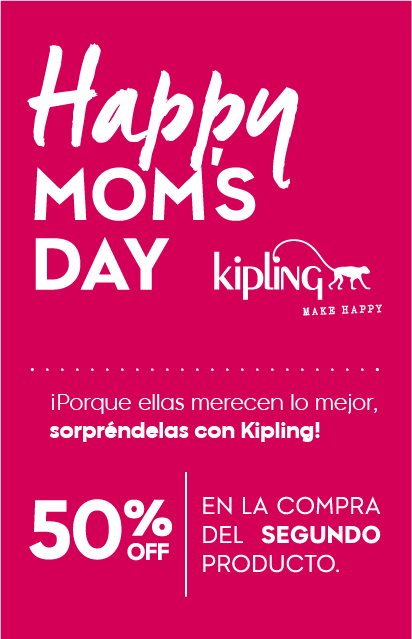 Happy
MOM'S
DAY
kipling
MAKE HAPPY
¡Porque ellas merecen lo mejor,
sorpréndelas con Kipling!
50% OFF
EN LA COMPRA
DEL SEGUNDO
PRODUCTO.